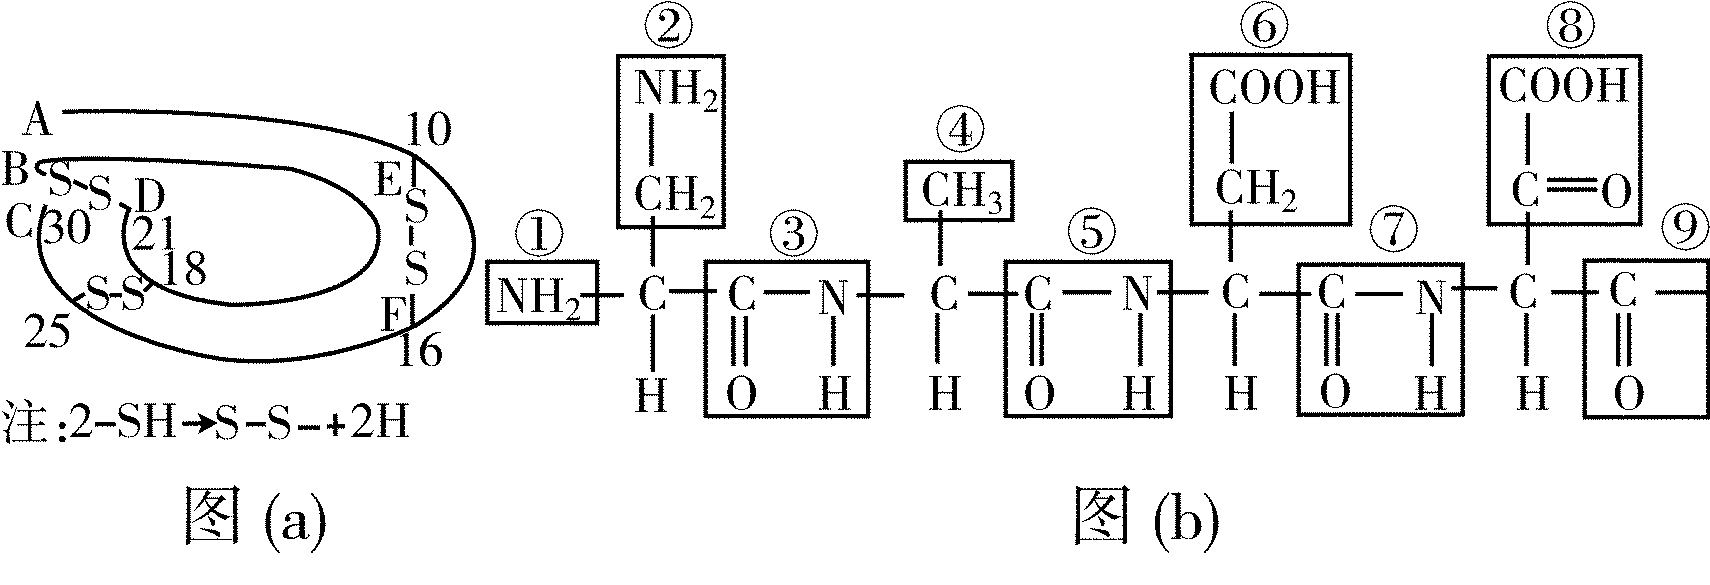 ② ⑥ ⑧
NH₂ COOH COOH
A 10 ④
B S S D E S CH₂ CH₃ CH₂ C=O
C 30 21 ① ③ ⑤ ⑦ ⑨
18 S
S-S F NH₂ C C N C C N C C N C C
25 16 H O H H O H H O H H O
注:2-SH→S-S-+2H
图 (a) 图 (b)